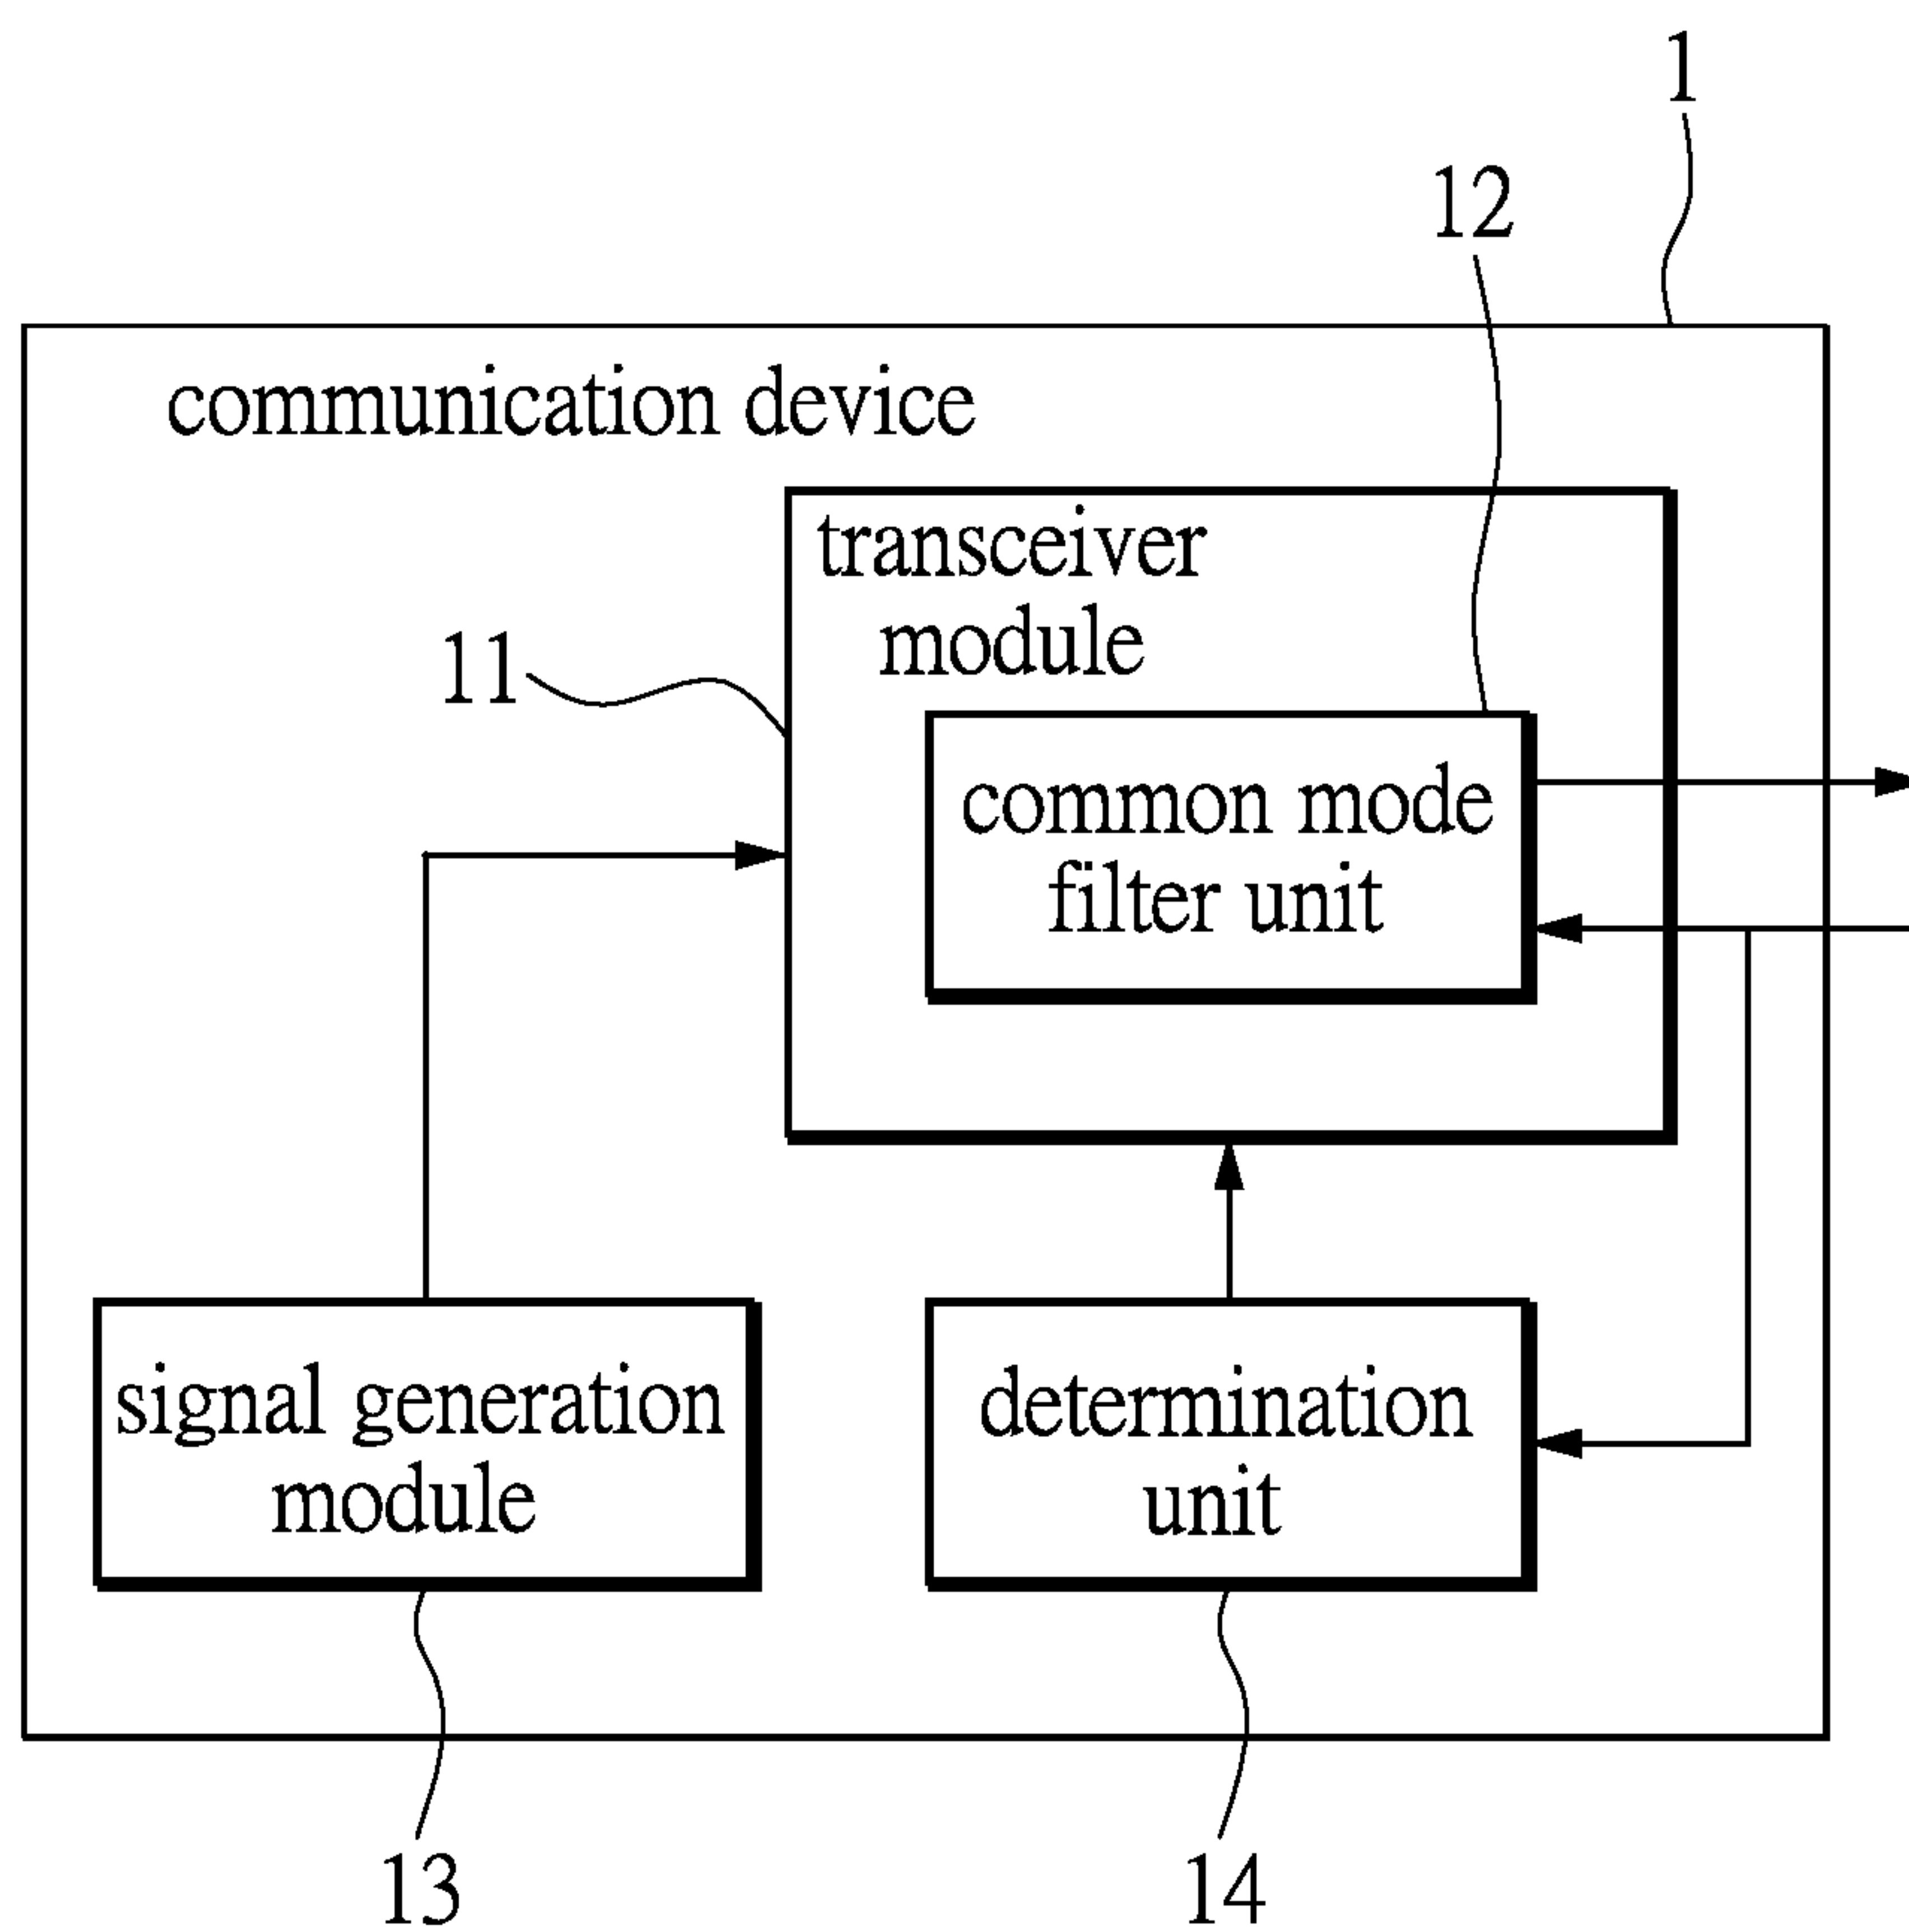 1
12
communication device
transceiver
module
11
common mode
filter unit
signal generation
module
determination
unit
13
14